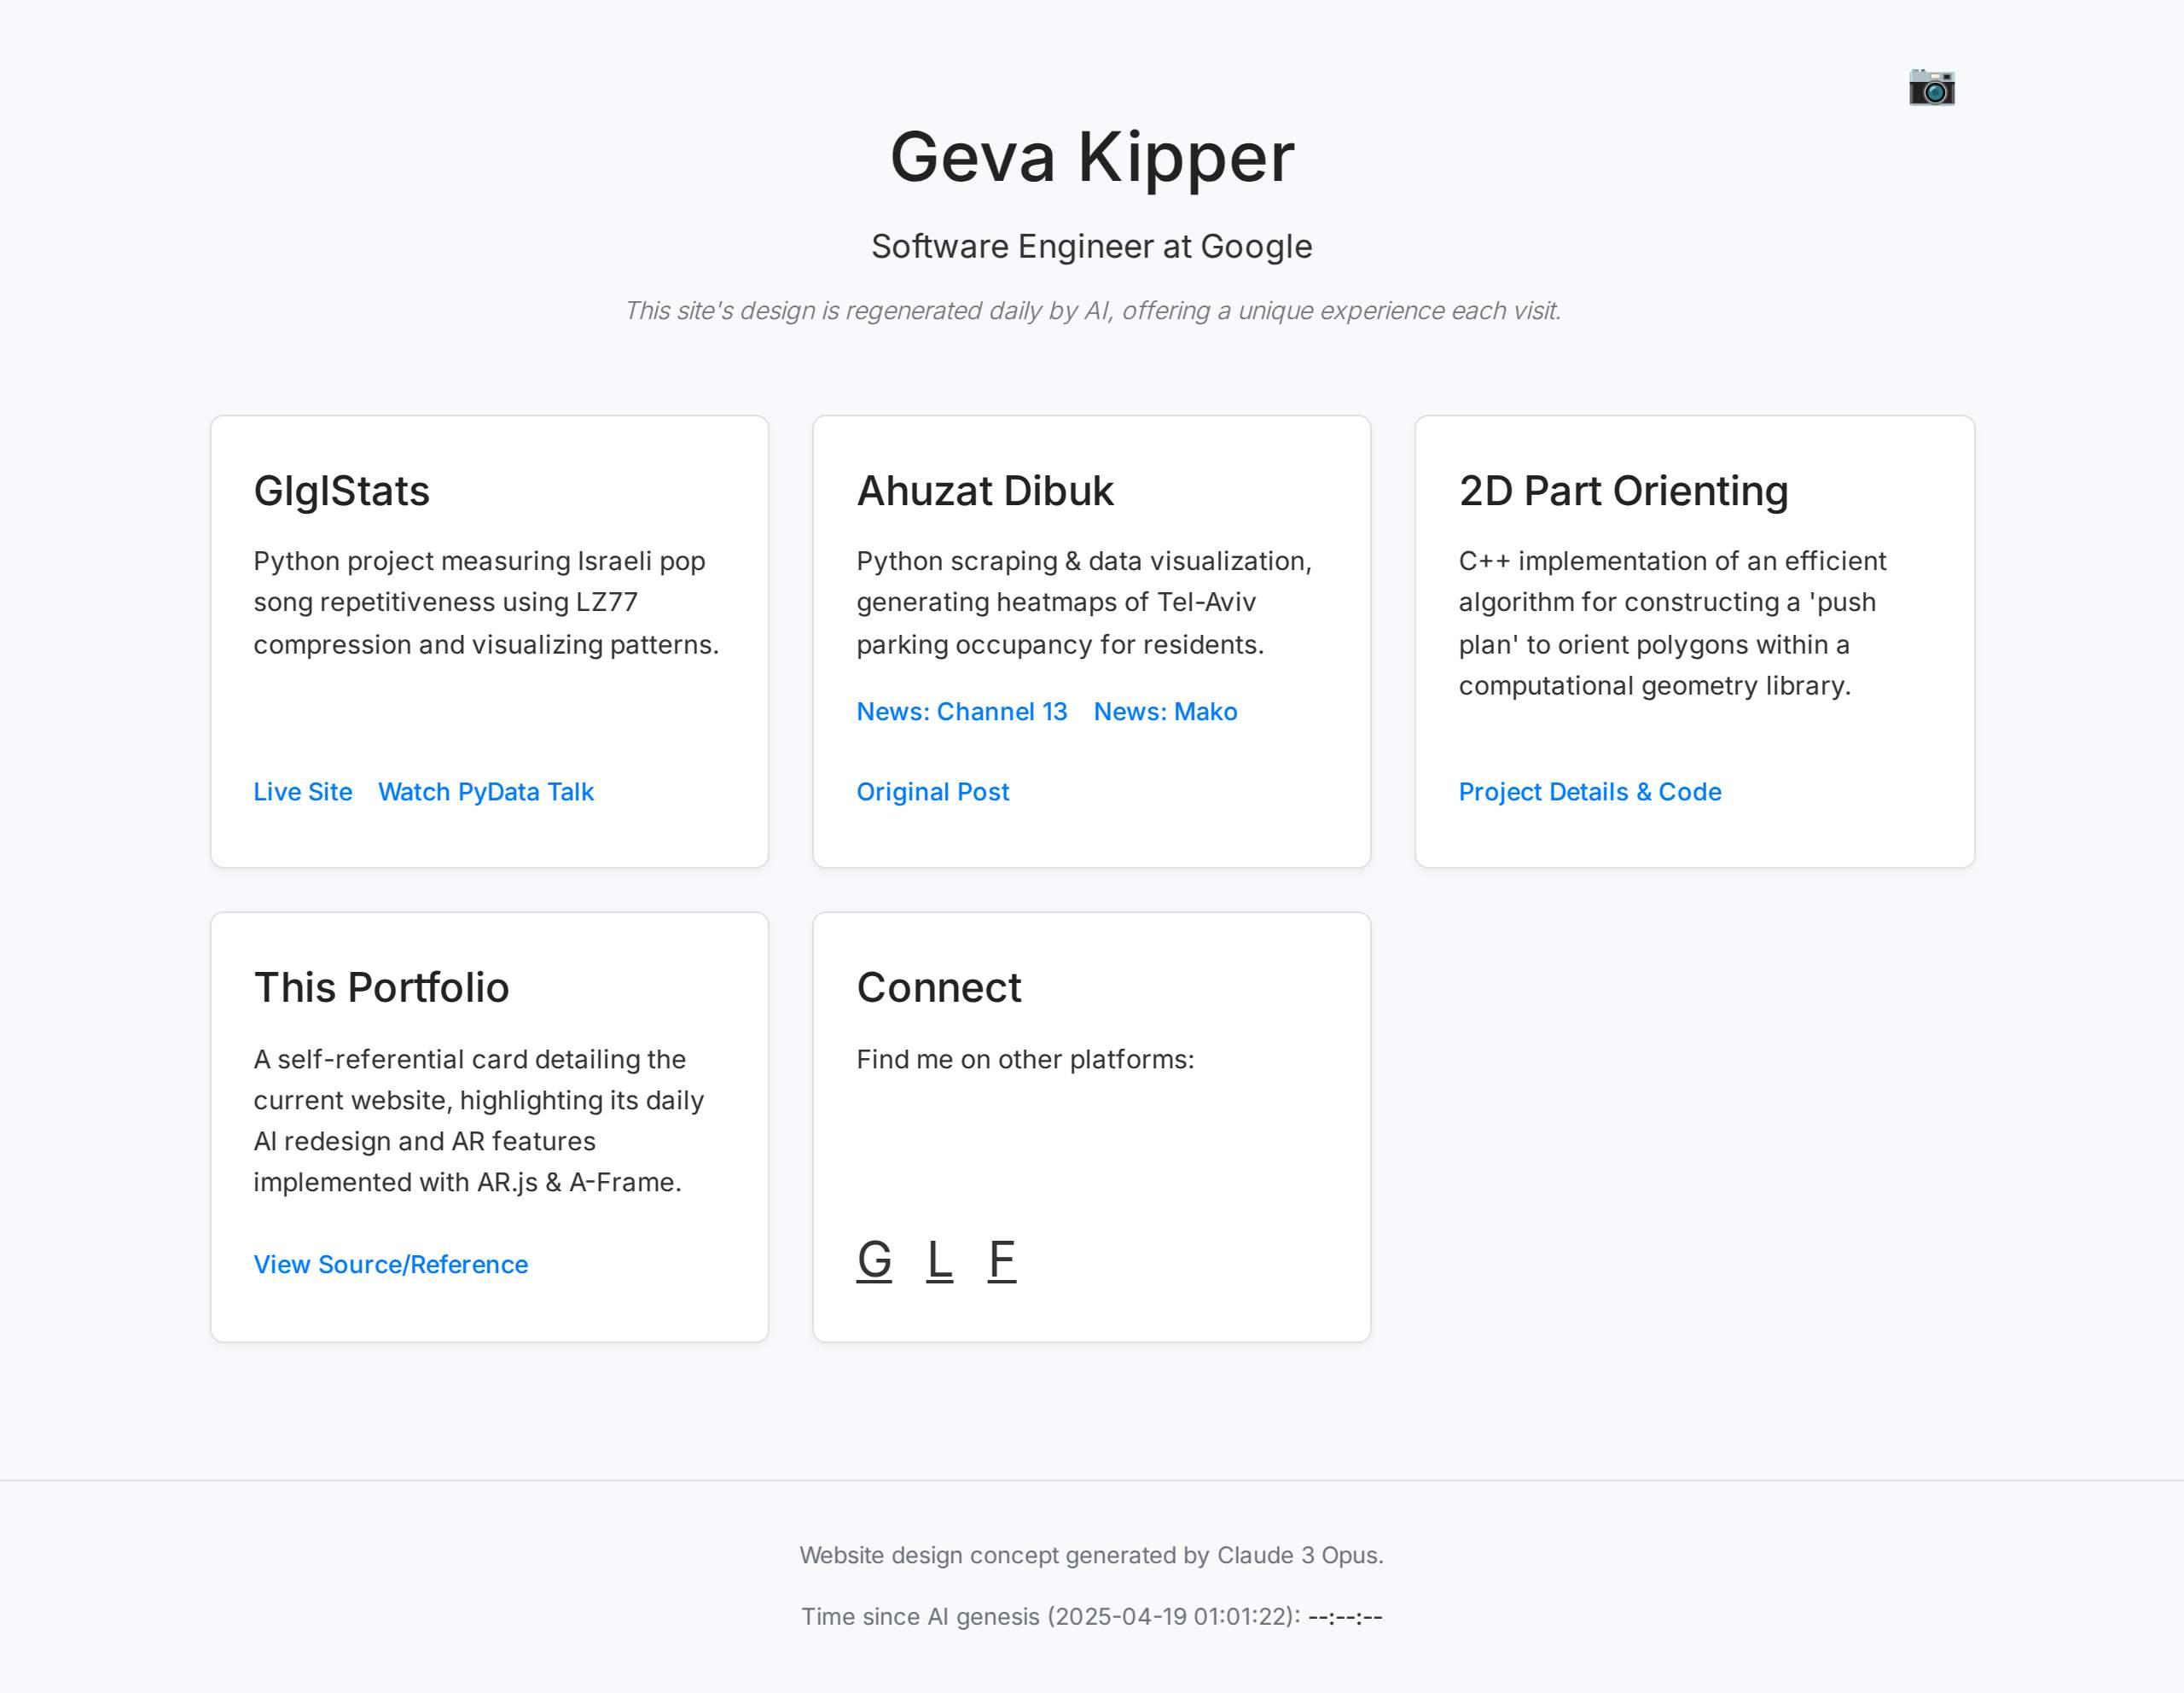 Geva Kipper
Software Engineer at Google
This site's design is regenerated daily by AI, offering a unique experience each visit.
GlglStats
Python project measuring Israeli pop
song repetitiveness using LZ77
compression and visualizing patterns.
Live Site Watch PyData Talk
Ahuzat Dibuk
Python scraping & data visualization,
generating heatmaps of Tel-Aviv
parking occupancy for residents.
News: Channel 13 News: Mako
Original Post
2D Part Orienting
C++ implementation of an efficient
algorithm for constructing a 'push
plan' to orient polygons within a
computational geometry library.
Project Details & Code
This Portfolio
A self-referential card detailing the
current website, highlighting its daily
AI redesign and AR features
implemented with AR.js & A-Frame.
View Source/Reference
Connect
Find me on other platforms:
G L F
Website design concept generated by Claude 3 Opus.
Time since AI genesis (2025-04-19 01:01:22): --:--:--